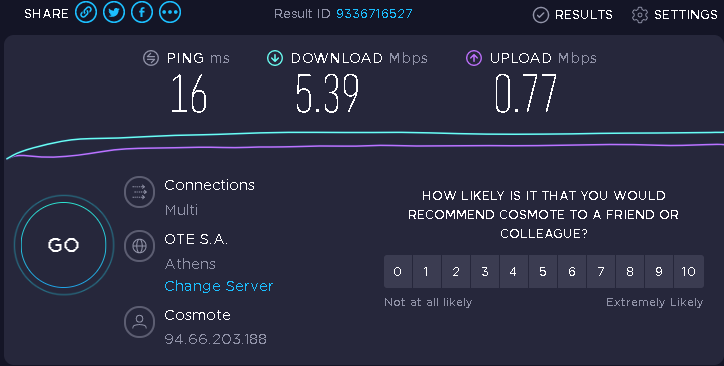 SHARE
Result ID 9336716527
RESULTS
SETTINGS
PING ms
16
DOWNLOAD Mbps
5.39
UPLOAD Mbps
0.77
GO
Connections
Multi
OTE S.A.
Athens
Change Server
Cosmote
94.66.203.188
HOW LIKELY IS IT THAT YOU WOULD
RECOMMEND COSMOTE TO A FRIEND OR
COLLEAGUE?
0 1 2 3 4 5 6 7 8 9 10
Not at all likely
Extremely Likely